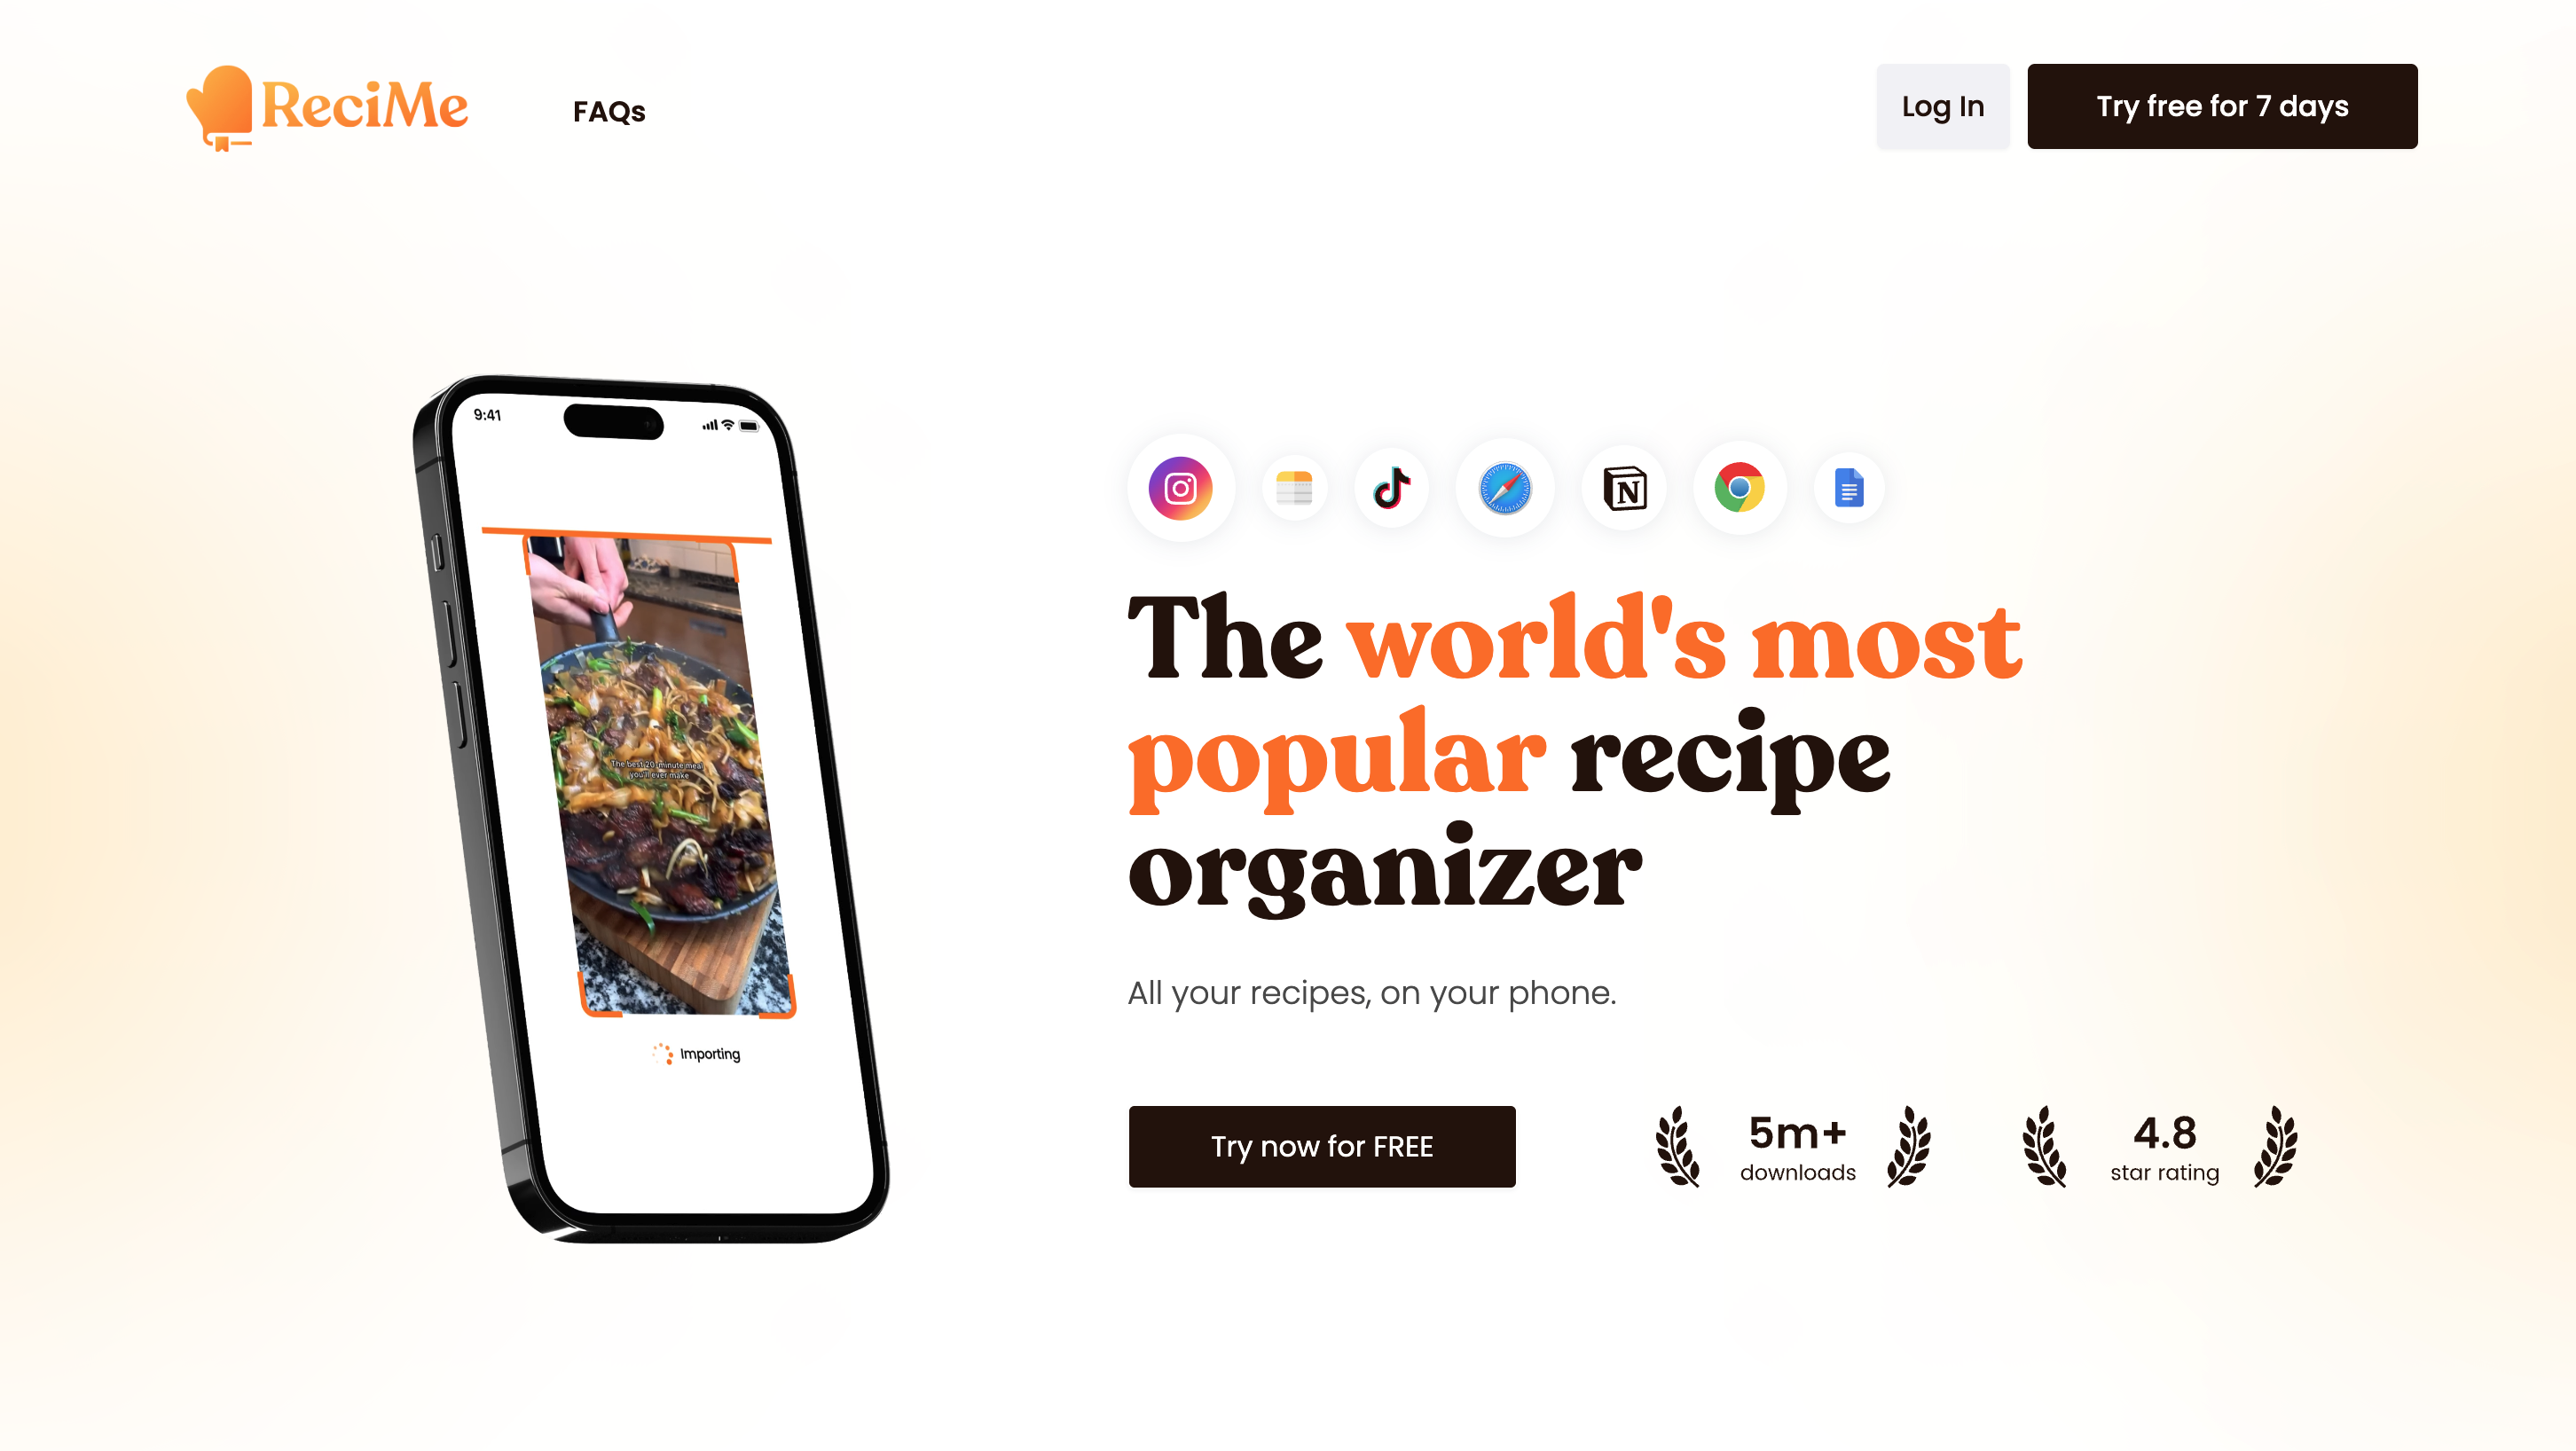 ReciMe
FAQs
Log In
Try free for 7 days
9:41
The best 20-minute meal
you'll ever make
Importing
N
The world's most
popular recipe
organizer
All your recipes, on your phone.
Try now for FREE
5m+
downloads
4.8
star rating